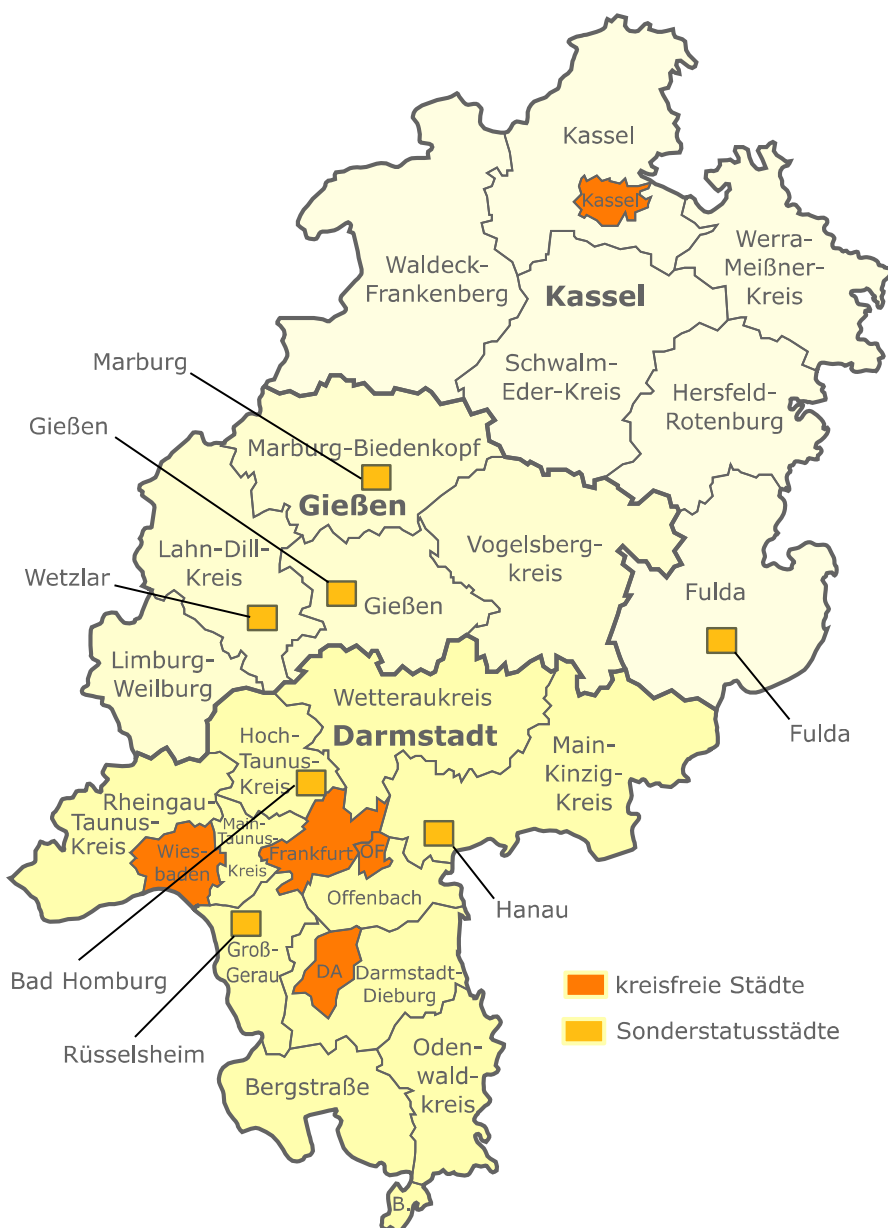 Kassel
Kassel
Werra-
Meißner-
Kreis
Waldeck-
Frankenberg
Kassel
Marburg
Schwalm-
Eder-Kreis
Hersfeld-
Rotenburg
Gießen
Marburg-Biedenkopf
Gießen
Vogelsberg-
kreis
Lahn-Dill-
Kreis
Wetzlar
Gießen
Fulda
Limburg-
Weilburg
Wetteraukreis
Fulda
Hoch-
Taunus-
Kreis
Darmstadt
Main-
Kinzig-
Kreis
Rheingau-
Taunus-
Kreis
Main-
Taunus-
Kreis
Wies-
baden
Frankfurt
OF
Offenbach
Hanau
Groß-
Gerau
DA
Darmstadt-
Dieburg
Bad Homburg
kreisfreie Städte
Rüsselsheim
Sonderstatusstädte
Oden-
wald-
kreis
Bergstraße
B.